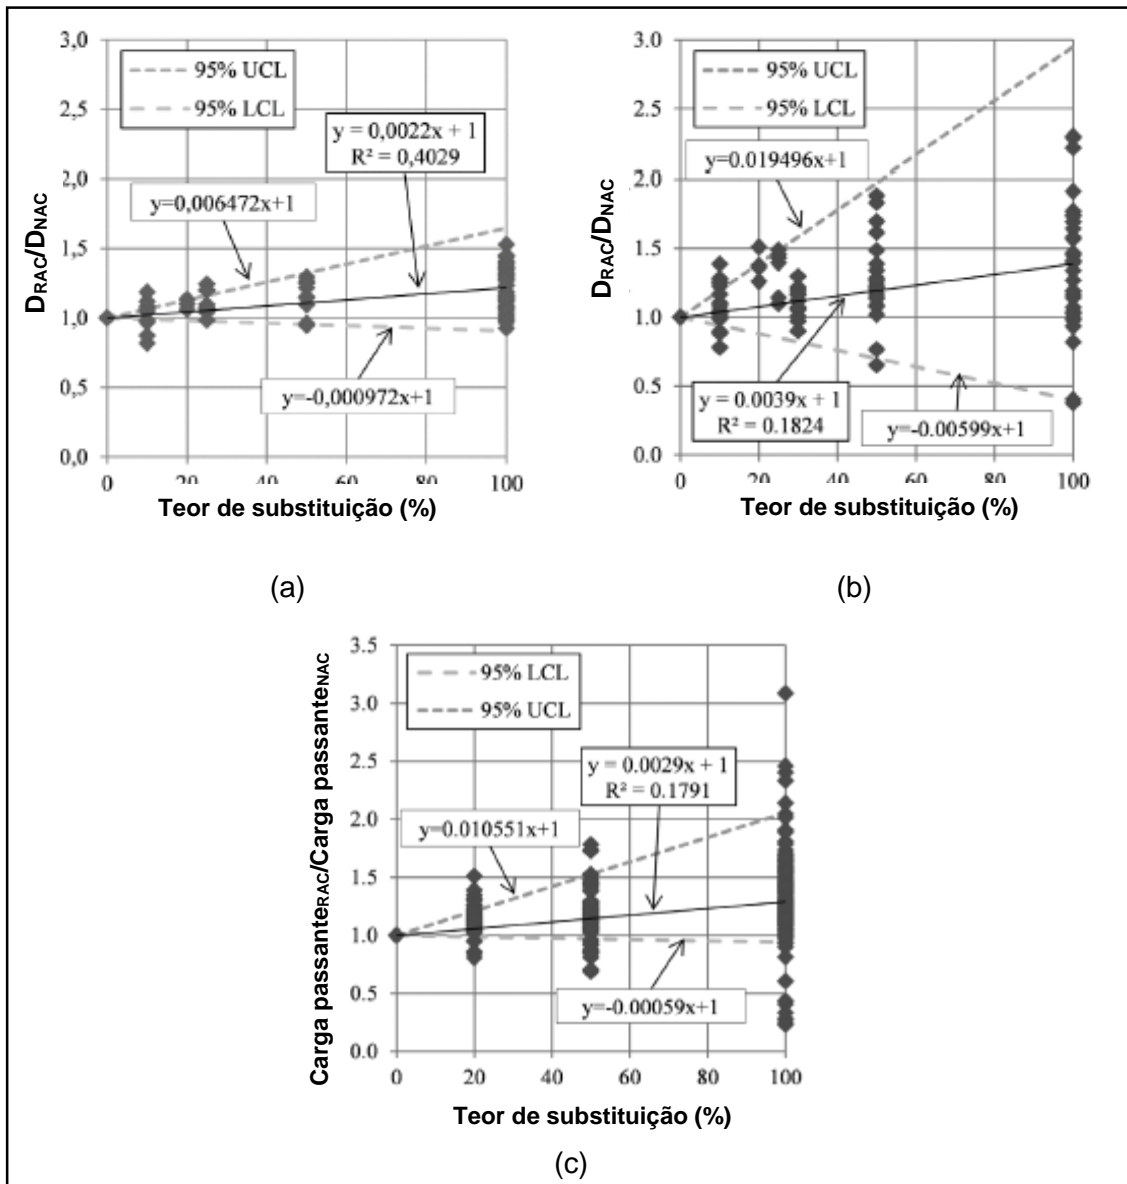 3,0
2,5
2,0
1,5
1,0
0,5
0,0
95% UCL
95% LCL
y = 0,0022x + 1
R² = 0,4029
y=0,006472x+1
y=-0,000972x+1
DRAC/DNAC
0 20 40 60 80 100
Teor de substituição (%)
(a)
3.0
2.5
2.0
1.5
1.0
0.5
0.0
95% UCL
95% LCL
y=0.019496x+1
y = 0.0039x + 1
R² = 0.1824
y=-0.00599x+1
DRAC/DNAC
0 20 40 60 80 100
Teor de substituição (%)
(b)
3.5
3.0
2.5
2.0
1.5
1.0
0.5
0.0
95% LCL
95% UCL
y = 0.0029x + 1
R² = 0.1791
y=0.010551x+1
y=-0.00059x+1
Carga passanteRAC/Carga passanteNAC
0 20 40 60 80 100
Teor de substituição (%)
(c)